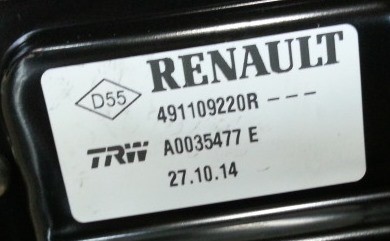 RENAULT
D55
491109220R ---
TRW A0035477 E
27.10.14